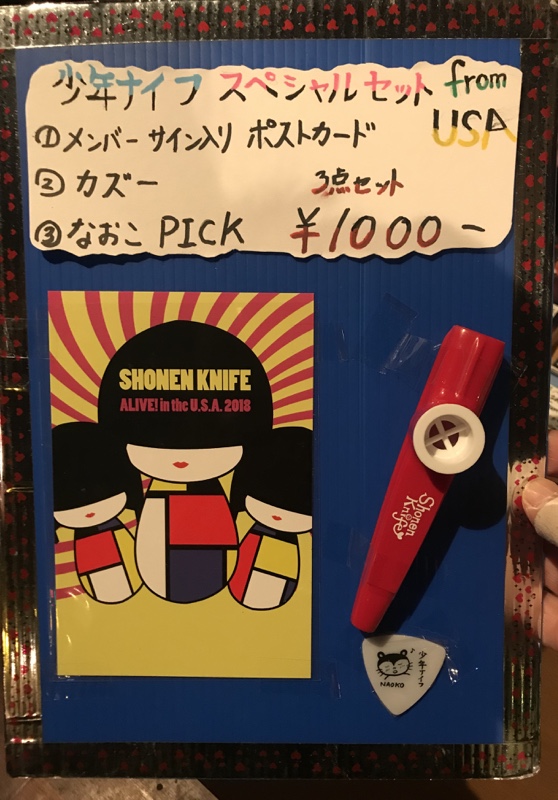 少年ナイフ スペシャルセット from USA
①メンバー サイン入り ポストカード
②カズー 3点セット
③なおこ PICK ¥1000-
SHONEN KNIFE
ALIVE! in the U.S.A. 2018
Shonen
Knife
少年ナイフ
NAOKO